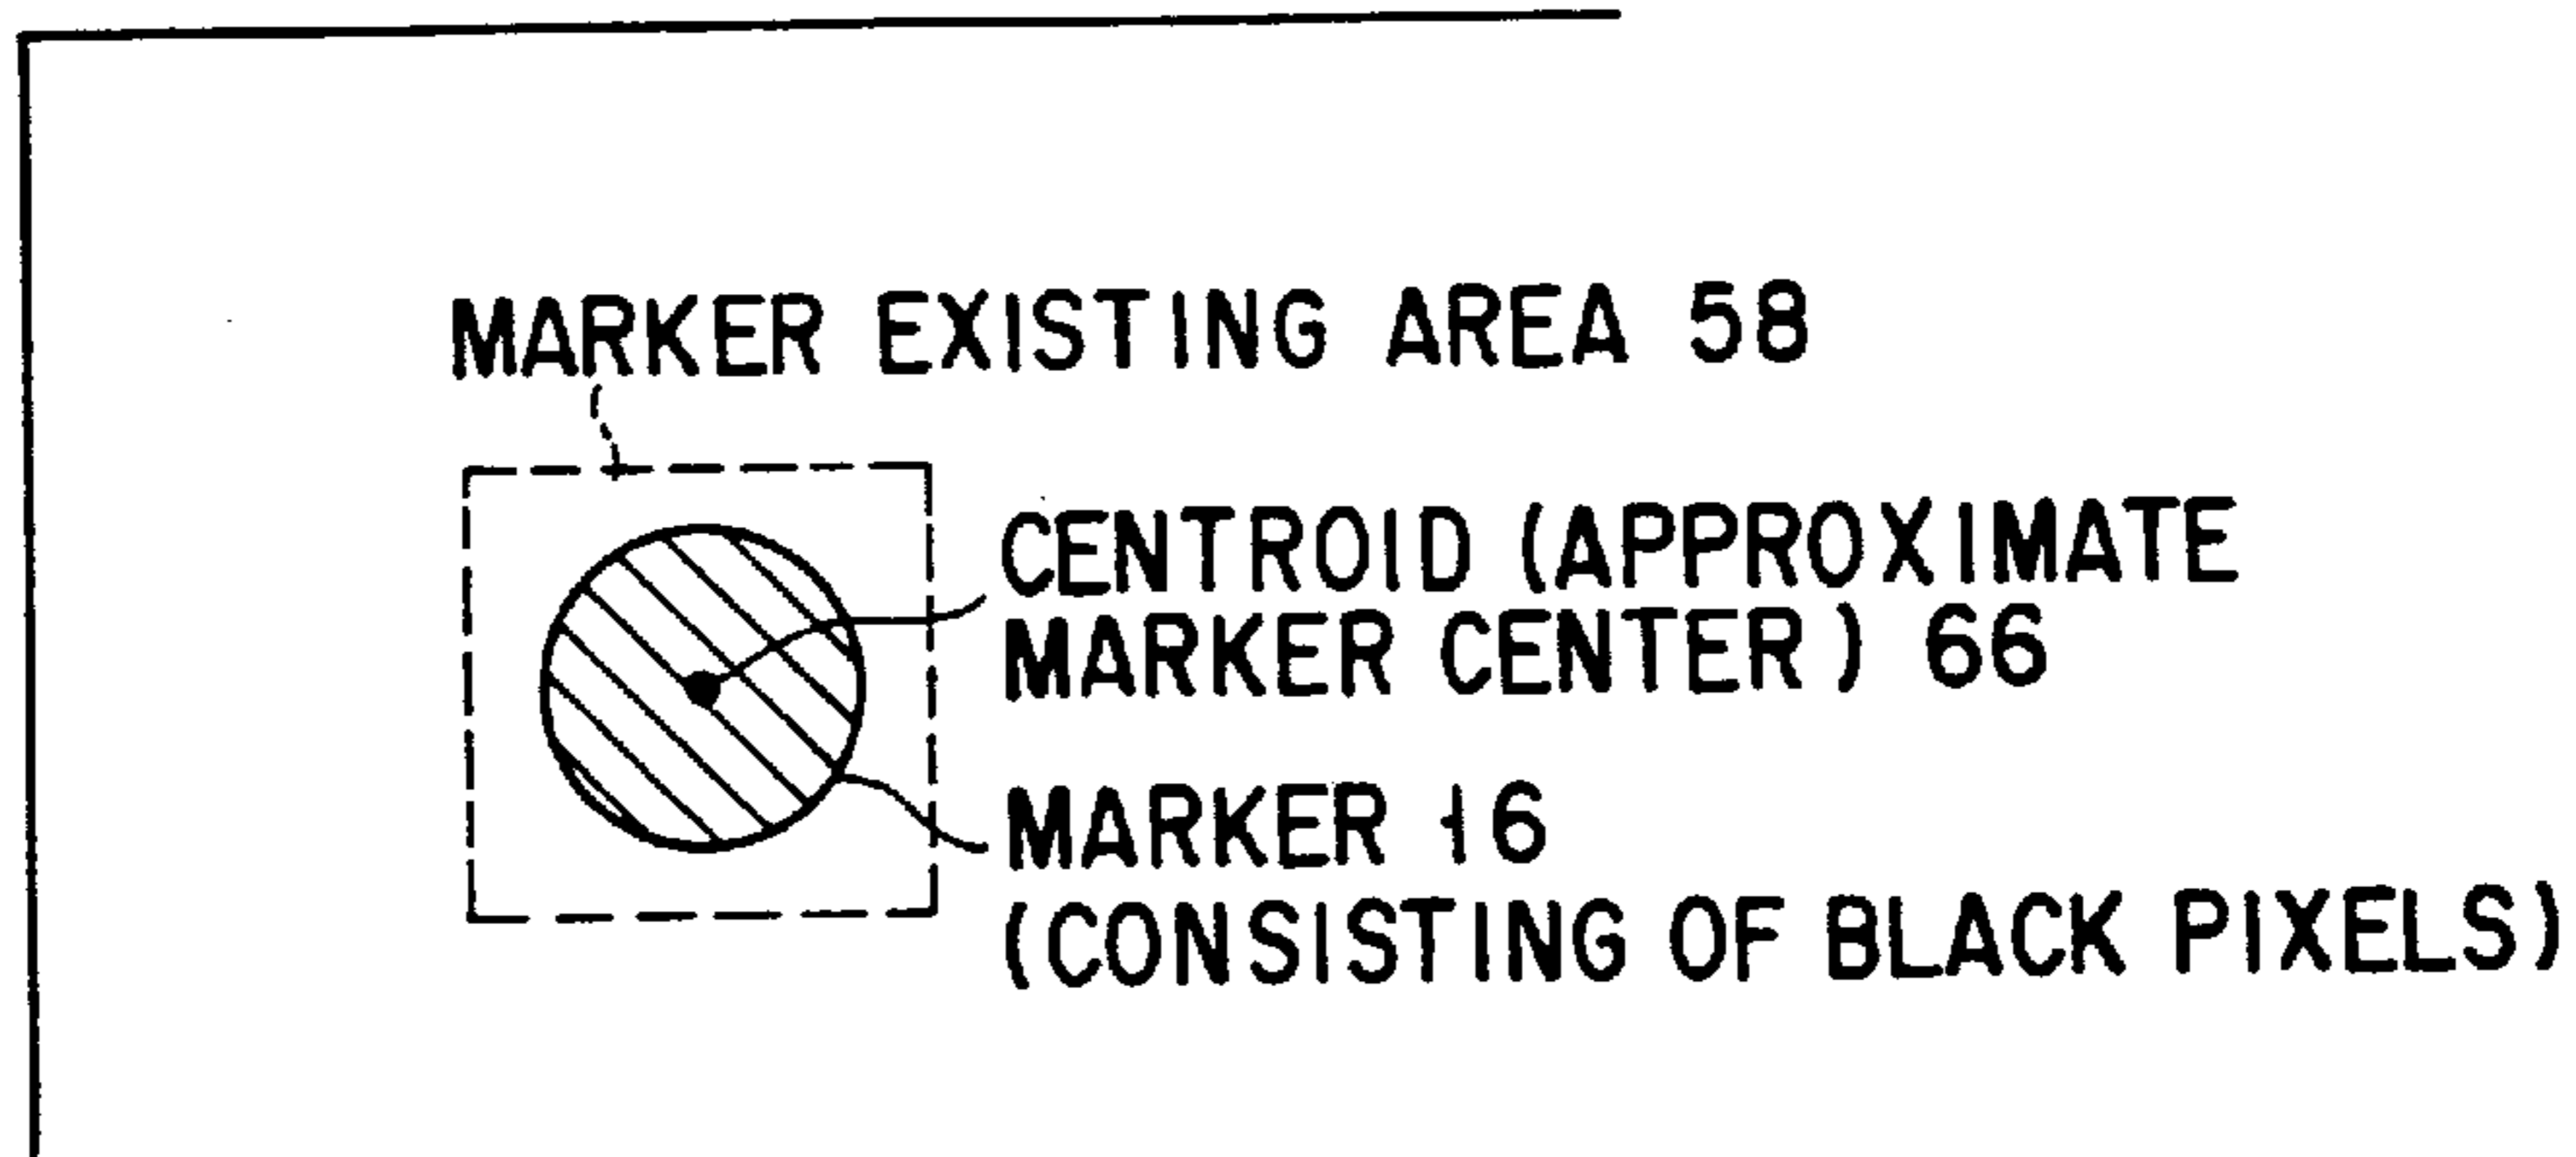 MARKER EXISTING AREA 58
CENTROID (APPROXIMATE
MARKER CENTER) 66
MARKER 16
(CONSISTING OF BLACK PIXELS)